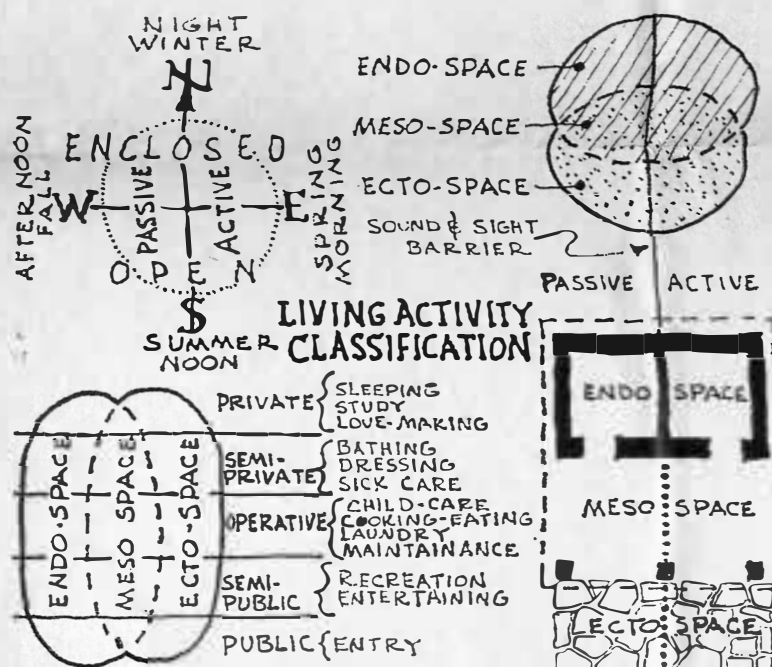 NIGHT
WINTER
N
ENCLOSED
AFTERNOON
FALL
W
PASSIVE
ACTIVE
E
SPRING
MORNING
OPEN
S
SUMMER
NOON
ENDO-SPACE
MESO-SPACE
ECTO-SPACE
SOUND & SIGHT
BARRIER
PASSIVE ACTIVE
LIVING ACTIVITY
CLASSIFICATION
ENDO-SPACE
MESO SPACE
ECTO-SPACE
PRIVATE
SLEEPING
STUDY
LOVE-MAKING
SEMI-
PRIVATE
BATHING
DRESSING
SICK CARE
OPERATIVE
CHILD-CARE
COOKING-EATING
LAUNDRY
MAINTAINANCE
SEMI-
PUBLIC
RECREATION
ENTERTAINING
PUBLIC
ENTRY
ENDO SPACE
MESO SPACE
ECTO SPACE